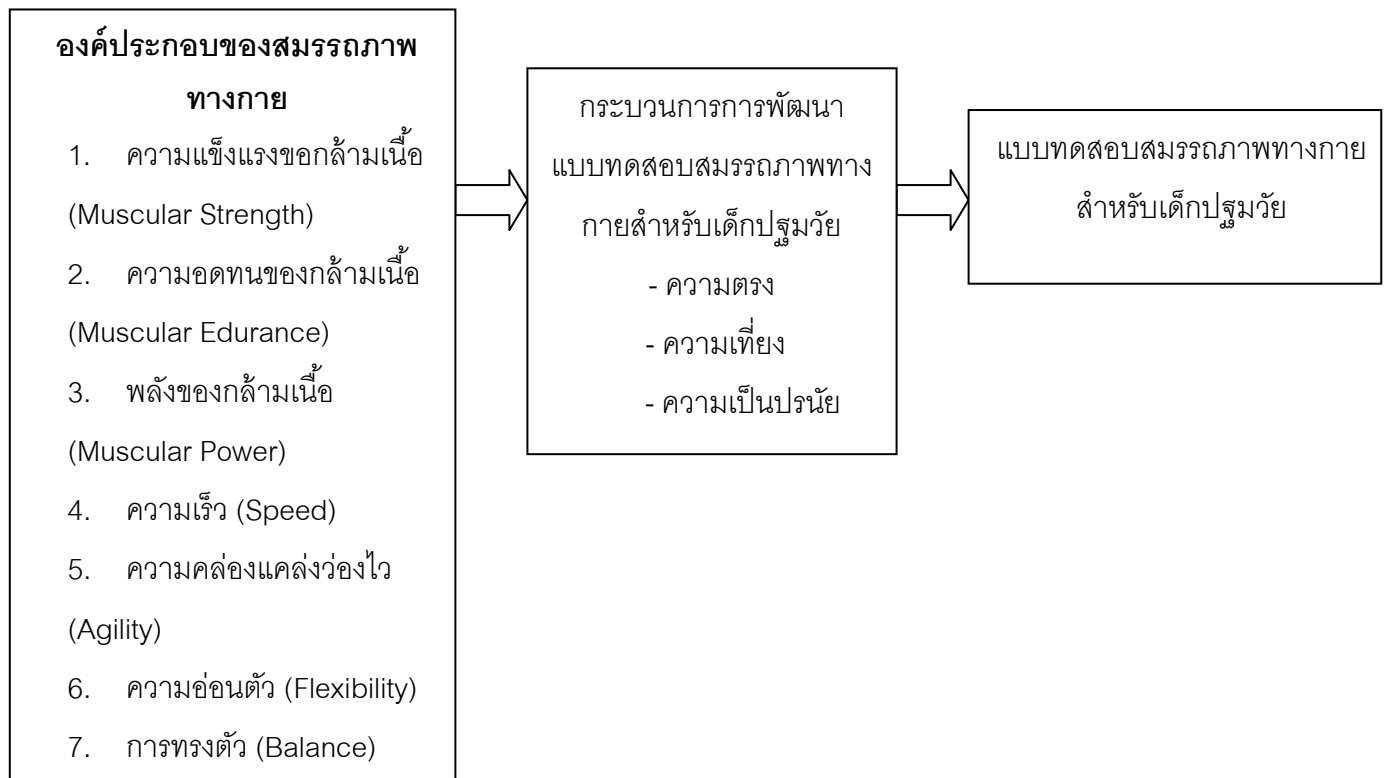 องค์ประกอบของสมรรถภาพ
ทางกาย
1. ความแข็งแรงขอกล้ามเนื้อ
(Muscular Strength)
2. ความอดทนของกล้ามเนื้อ
(Muscular Edurance)
3. พลังของกล้ามเนื้อ
(Muscular Power)
4. ความเร็ว (Speed)
5. ความคล่องแคล่งว่องไว
(Agility)
6. ความอ่อนตัว (Flexibility)
7. การทรงตัว (Balance)
กระบวนการการพัฒนา
แบบทดสอบสมรรถภาพทาง
กายสำหรับเด็กปฐมวัย
- ความตรง
- ความเที่ยง
- ความเป็นปรนัย
แบบทดสอบสมรรถภาพทางกาย
สำหรับเด็กปฐมวัย